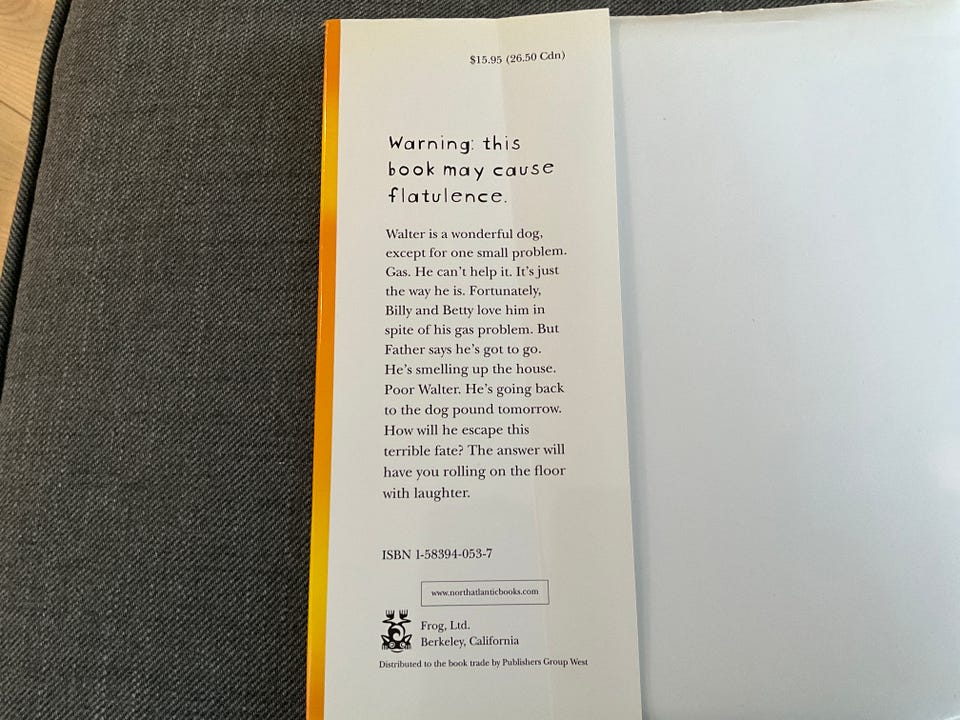 $15.95 (26.50 Cdn)
Warning: this
book may cause
flatulence.
Walter is a wonderful dog,
except for one small problem.
Gas. He can't help it. It's just
the way he is. Fortunately,
Billy and Betty love him in
spite of his gas problem. But
Father says he's got to go.
He's smelling up the house.
Poor Walter. He's going back
to the dog pound tomorrow.
How will he escape this
terrible fate? The answer will
have you rolling on the floor
with laughter.
ISBN 1-58394-053-7
www.northatlanticbooks.com
Frog, Ltd.
Berkeley, California
Distributed to the book trade by Publishers Group West